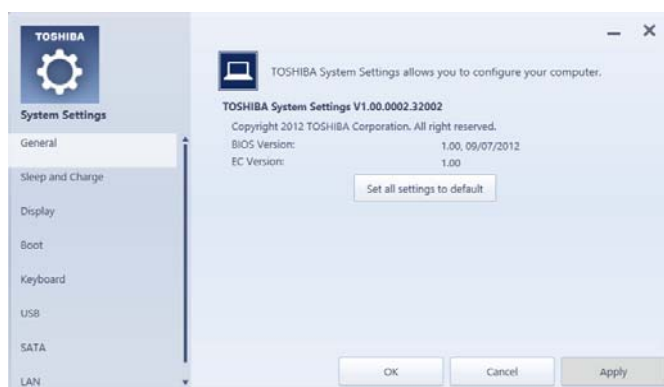 TOSHIBA
System Settings
General
Sleep and Charge
Display
Boot
Keyboard
USB
SATA
LAN
TOSHIBA System Settings allows you to configure your computer.
TOSHIBA System Settings V1.00.0002.32002
Copyright 2012 TOSHIBA Corporation. All right reserved.
BIOS Version: 1.00, 09/07/2012
EC Version: 1.00
Set all settings to default
OK Cancel Apply